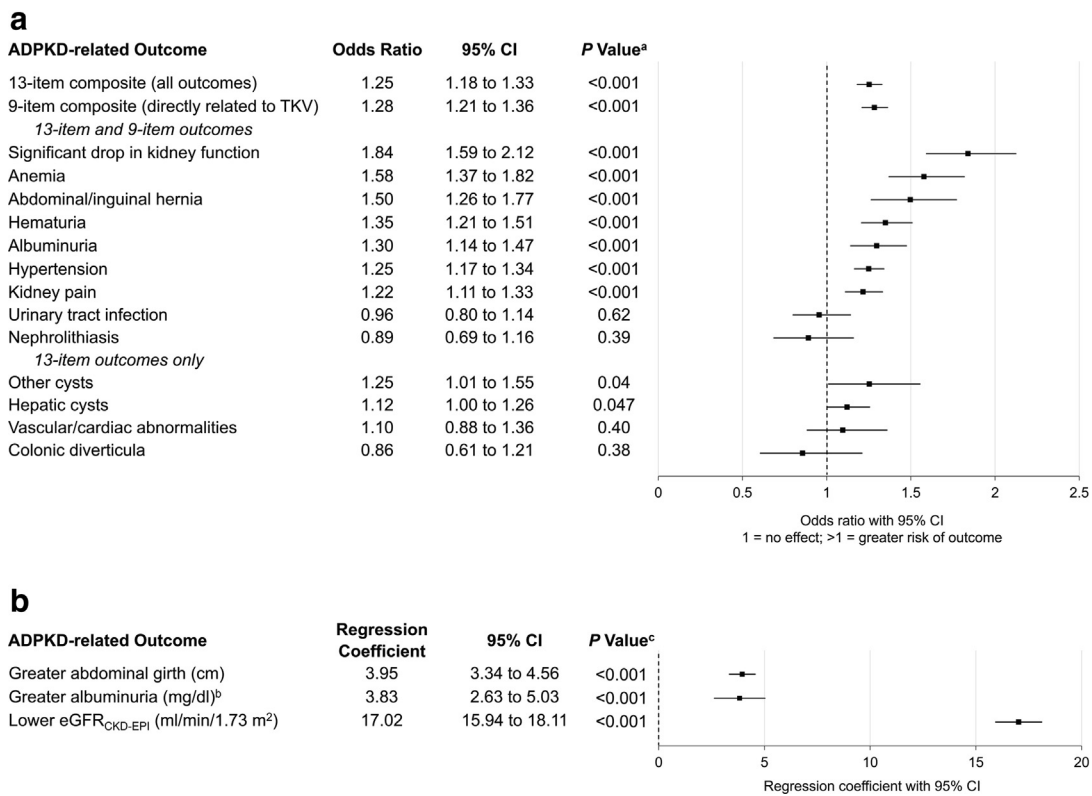 a
ADPKD-related Outcome Odds Ratio 95% CI P Valueᵃ
13-item composite (all outcomes) 1.25 1.18 to 1.33 <0.001
9-item composite (directly related to TKV) 1.28 1.21 to 1.36 <0.001
13-item and 9-item outcomes
Significant drop in kidney function 1.84 1.59 to 2.12 <0.001
Anemia 1.58 1.37 to 1.82 <0.001
Abdominal/inguinal hernia 1.50 1.26 to 1.77 <0.001
Hematuria 1.35 1.21 to 1.51 <0.001
Albuminuria 1.30 1.14 to 1.47 <0.001
Hypertension 1.25 1.17 to 1.34 <0.001
Kidney pain 1.22 1.11 to 1.33 <0.001
Urinary tract infection 0.96 0.80 to 1.14 0.62
Nephrolithiasis 0.89 0.69 to 1.16 0.39
13-item outcomes only
Other cysts 1.25 1.01 to 1.55 0.04
Hepatic cysts 1.12 1.00 to 1.26 0.047
Vascular/cardiac abnormalities 1.10 0.88 to 1.36 0.40
Colonic diverticula 0.86 0.61 to 1.21 0.38
0 0.5 1 1.5 2 2.5
Odds ratio with 95% CI
1 = no effect; >1 = greater risk of outcome
b
ADPKD-related Outcome Regression Coefficient 95% CI P Valueᶜ
Greater abdominal girth (cm) 3.95 3.34 to 4.56 <0.001
Greater albuminuria (mg/dl)ᵇ 3.83 2.63 to 5.03 <0.001
Lower eGFRCKD-EPI (ml/min/1.73 m²) 17.02 15.94 to 18.11 <0.001
0 5 10 15 20
Regression coefficient with 95% CI